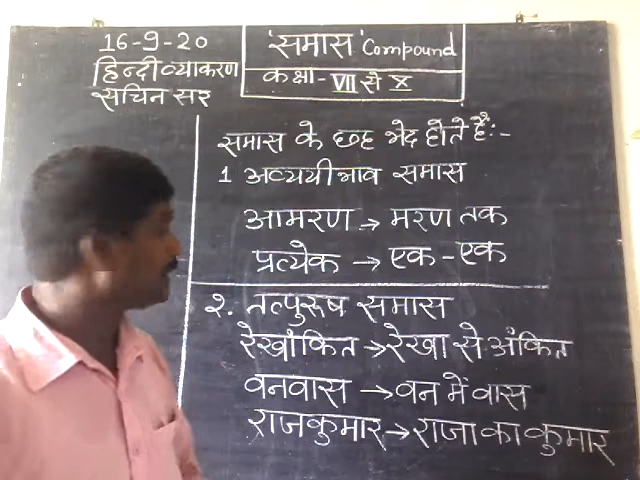 16-9-20
हिन्दी व्याकरण
सचिन सर
'समास' Compound
कक्षा - VII से X
समास के छह भेद होते हैं:-
1 अव्ययीभाव समास
आमरण → मरण तक
प्रत्येक → एक - एक
२. तत्पुरूष समास
रेखांकित → रेखा से अंकित
वनवास → वन में वास
राजकुमार → राजा का कुमार